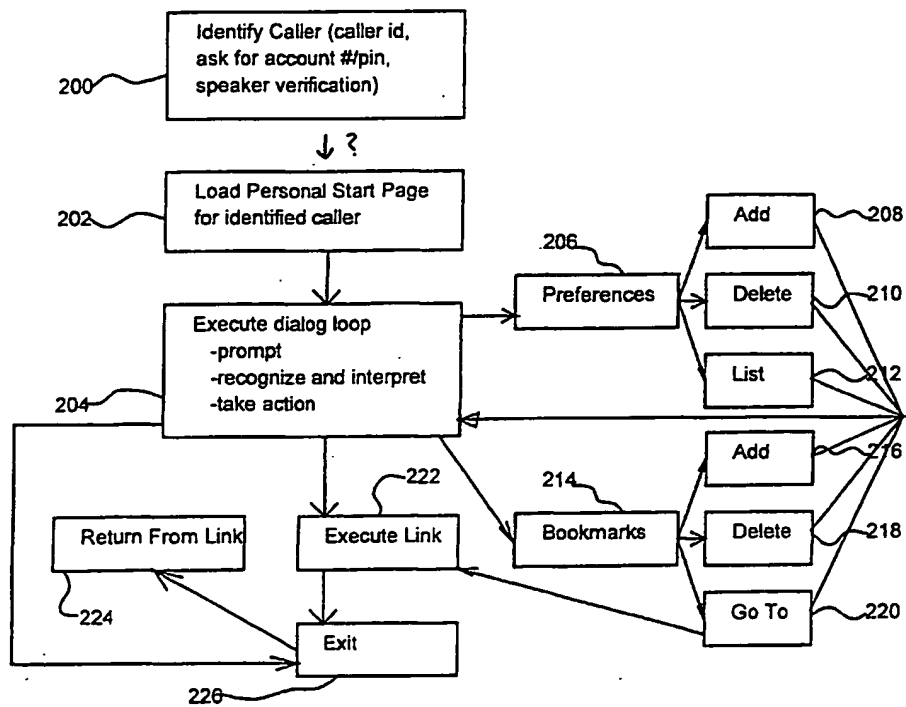 Identify Caller (caller id,
ask for account #/pin,
speaker verification)
200
?
Load Personal Start Page
for identified caller
202
Execute dialog loop
-prompt
-recognize and interpret
-take action
204
206
Preferences
Add
208
Delete
210
List
212
214
Bookmarks
Add
216
Delete
218
Go To
220
222
Execute Link
Return From Link
224
Exit
226